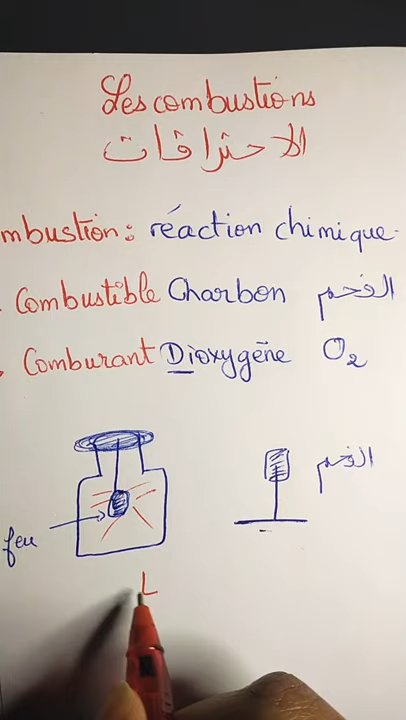 Les combustions
الاحتراقات
mbustion : réaction chimique
Combustible Charbon الفحم
Comburant Dioxygène O₂
الفحم
feu
L